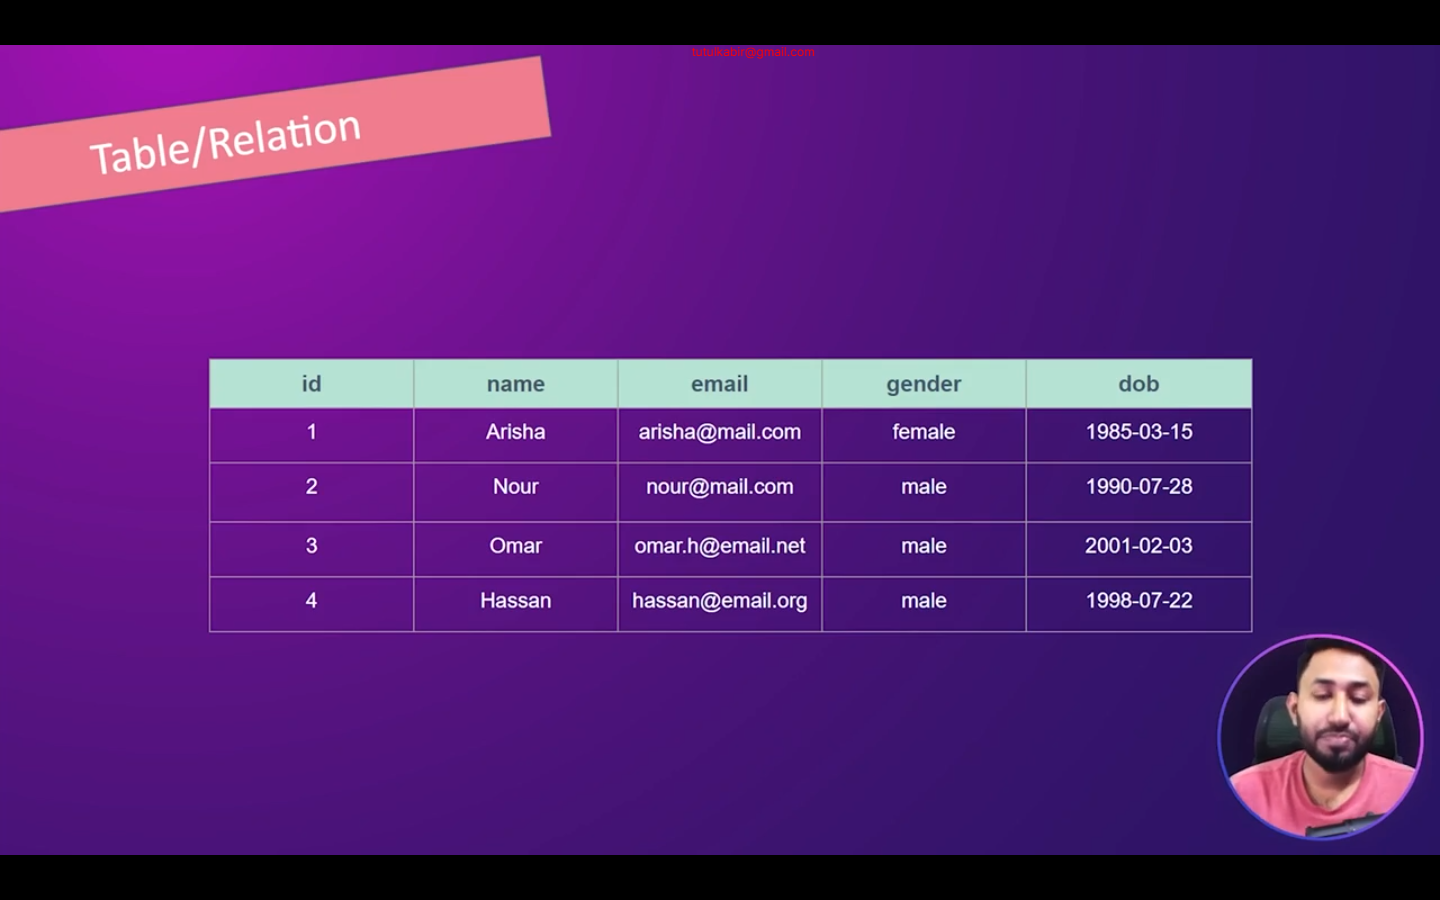 tutulkabir@gmail.com
Table/Relation
id name email gender dob
1 Arisha arisha@mail.com female 1985-03-15
2 Nour nour@mail.com male 1990-07-28
3 Omar omar.h@email.net male 2001-02-03
4 Hassan hassan@email.org male 1998-07-22